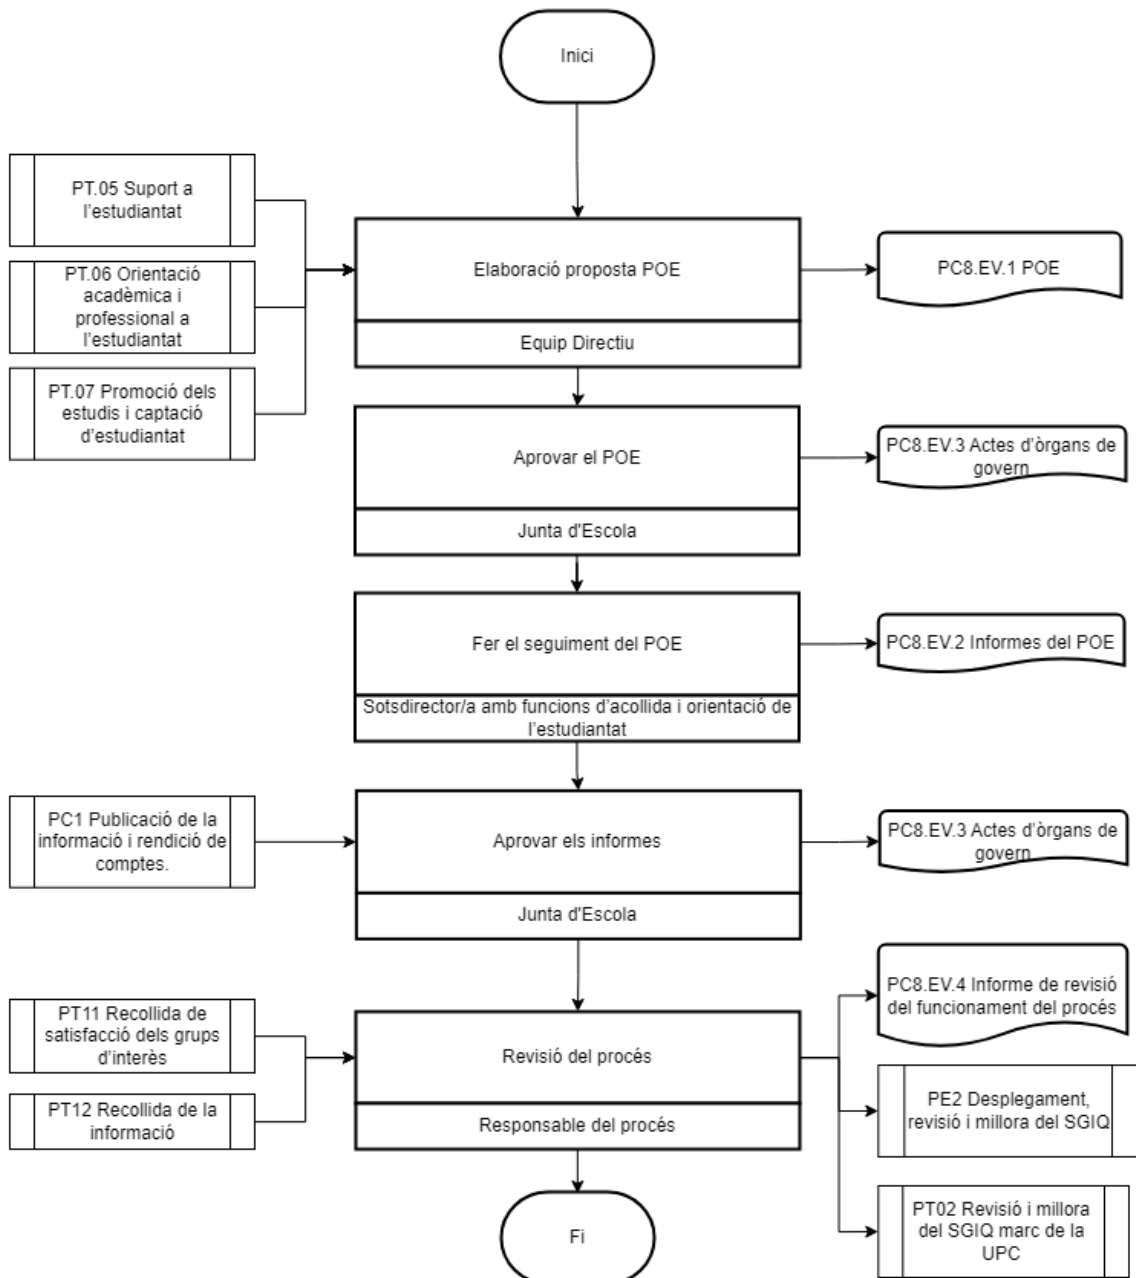 Inici
PT.05 Suport a
l'estudiantat
PT.06 Orientació
acadèmica i
professional a
l'estudiantat
PT.07 Promoció dels
estudis i captació
d'estudiantat
Elaboració proposta POE
Equip Directiu
PC8.EV.1 POE
Aprovar el POE
Junta d'Escola
PC8.EV.3 Actes d'òrgans de
govern
Fer el seguiment del POE
Sotsdirector/a amb funcions d'acollida i orientació de
l'estudiantat
PC8.EV.2 Informes del POE
PC1 Publicació de la
informació i rendició de
comptes.
Aprovar els informes
Junta d'Escola
PC8.EV.3 Actes d'òrgans de
govern
PT11 Recollida de
satisfacció dels grups
d'interès
PT12 Recollida de la
informació
Revisió del procés
Responsable del procés
PC8.EV.4 Informe de revisió
del funcionament del procés
PE2 Desplegament,
revisió i millora del SGIQ
PT02 Revisió i millora
del SGIQ marc de la
UPC
Fi